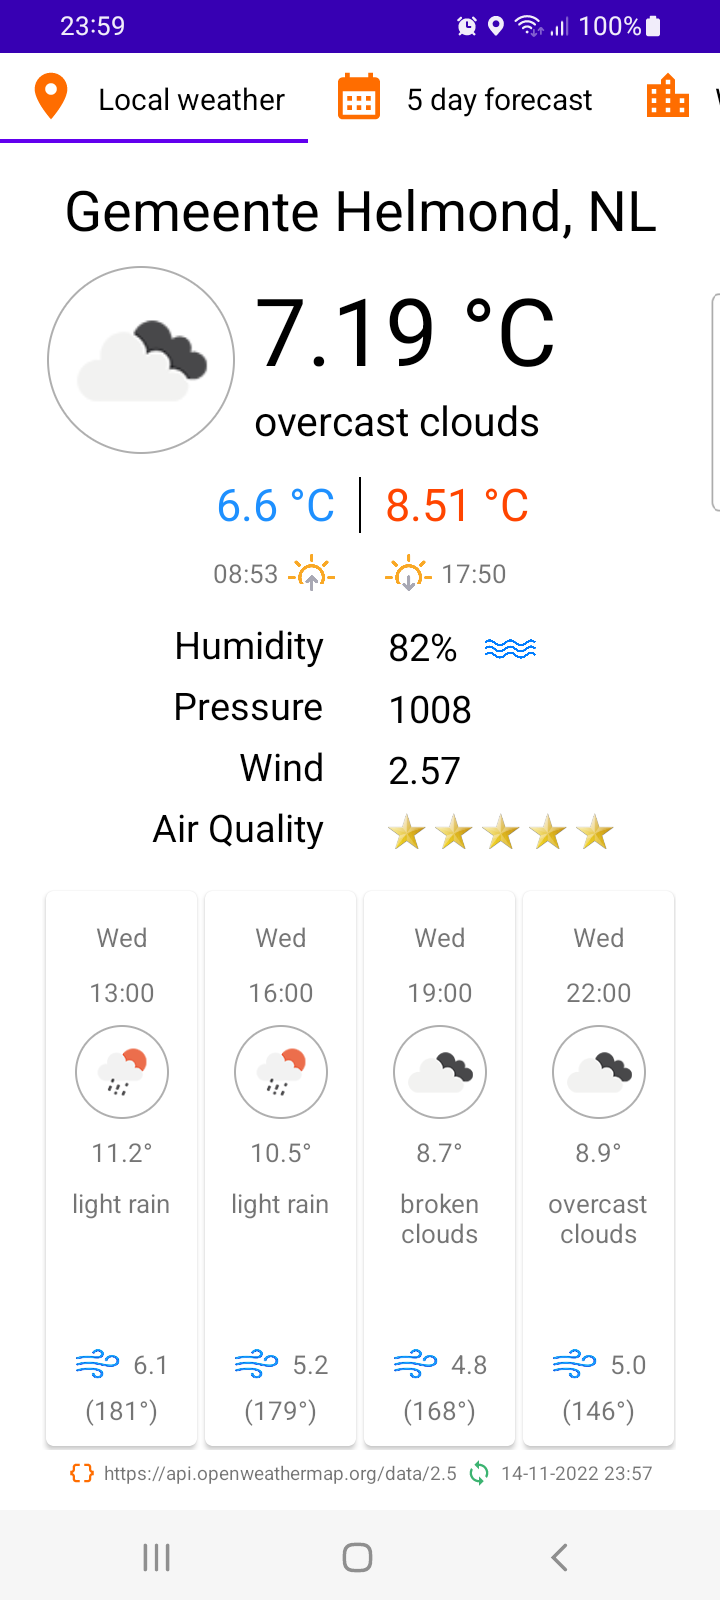 23:59 100%
Local weather 5 day forecast
Gemeente Helmond, NL
7.19 °C
overcast clouds
6.6 °C 8.51 °C
08:53 17:50
Humidity 82%
Pressure 1008
Wind 2.57
Air Quality
Wed Wed Wed Wed
13:00 16:00 19:00 22:00
11.2° 10.5° 8.7° 8.9°
light rain light rain broken overcast
clouds clouds
6.1 5.2 4.8 5.0
(181°) (179°) (168°) (146°)
https://api.openweathermap.org/data/2.5 14-11-2022 23:57